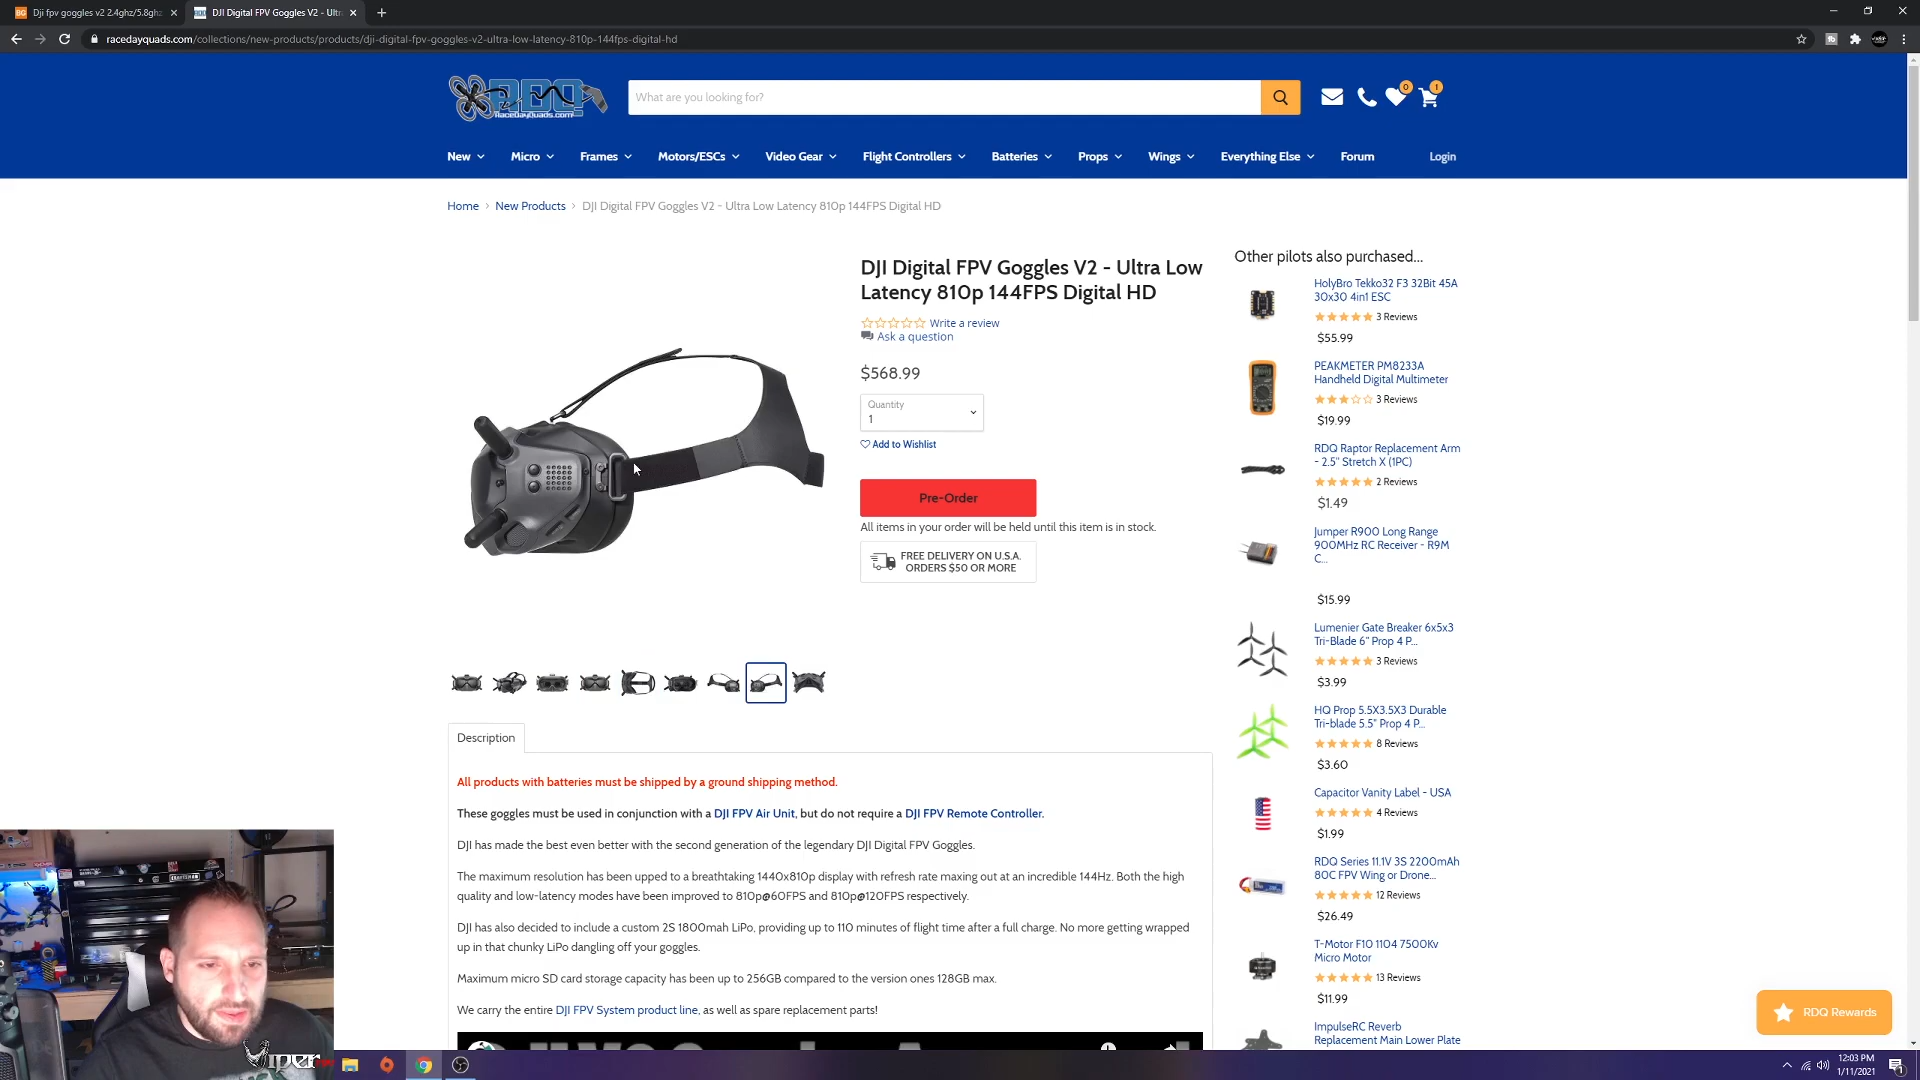 Dji fpv goggles v2 2.4ghz/5.8ghz
DJI Digital FPV Goggles V2 - Ultr
racedayquads.com/collections/new-products/products/dji-digital-fpv-goggles-v2-ultra-low-latency-810p-144fps-digital-hd
RDQ
RaceDayQuads.com
What are you looking for?
0
1
New
Micro
Frames
Motors/ESCs
Video Gear
Flight Controllers
Batteries
Props
Wings
Everything Else
Forum
Login
Home > New Products > DJI Digital FPV Goggles V2 - Ultra Low Latency 810p 144FPS Digital HD
DJI Digital FPV Goggles V2 - Ultra Low
Latency 810p 144FPS Digital HD
Write a review
Ask a question
$568.99
Quantity
1
Add to Wishlist
Pre-Order
All items in your order will be held until this item is in stock.
FREE DELIVERY ON U.S.A.
ORDERS $50 OR MORE
Other pilots also purchased...
HolyBro Tekko32 F3 32Bit 45A
30x30 4in1 ESC
3 Reviews
$55.99
PEAKMETER PM8233A
Handheld Digital Multimeter
3 Reviews
$19.99
RDQ Raptor Replacement Arm
- 2.5" Stretch X (1PC)
2 Reviews
$1.49
Jumper R900 Long Range
900MHz RC Receiver - R9M
C...
$15.99
Lumenier Gate Breaker 6x5x3
Tri-Blade 6" Prop 4 P...
3 Reviews
$3.99
HQ Prop 5.5X3.5X3 Durable
Tri-blade 5.5" Prop 4 P...
8 Reviews
$3.60
Capacitor Vanity Label - USA
4 Reviews
$1.99
RDQ Series 11.1V 3S 2200mAh
80C FPV Wing or Drone...
12 Reviews
$26.49
T-Motor F10 1104 7500Kv
Micro Motor
13 Reviews
$11.99
ImpulseRC Reverb
Replacement Main Lower Plate
Description
All products with batteries must be shipped by a ground shipping method.
These goggles must be used in conjunction with a DJI FPV Air Unit, but do not require a DJI FPV Remote Controller.
DJI has made the best even better with the second generation of the legendary DJI Digital FPV Goggles.
The maximum resolution has been upped to a breathtaking 1440x810p display with refresh rate maxing out at an incredible 144Hz. Both the high
quality and low-latency modes have been improved to 810p@60FPS and 810p@120FPS respectively.
DJI has also decided to include a custom 2S 1800mah LiPo, providing up to 110 minutes of flight time after a full charge. No more getting wrapped
up in that chunky LiPo dangling off your goggles.
Maximum micro SD card storage capacity has been up to 256GB compared to the version ones 128GB max.
We carry the entire DJI FPV System product line, as well as spare replacement parts!
RDQ Rewards
Viper
12:03 PM
1/11/2021